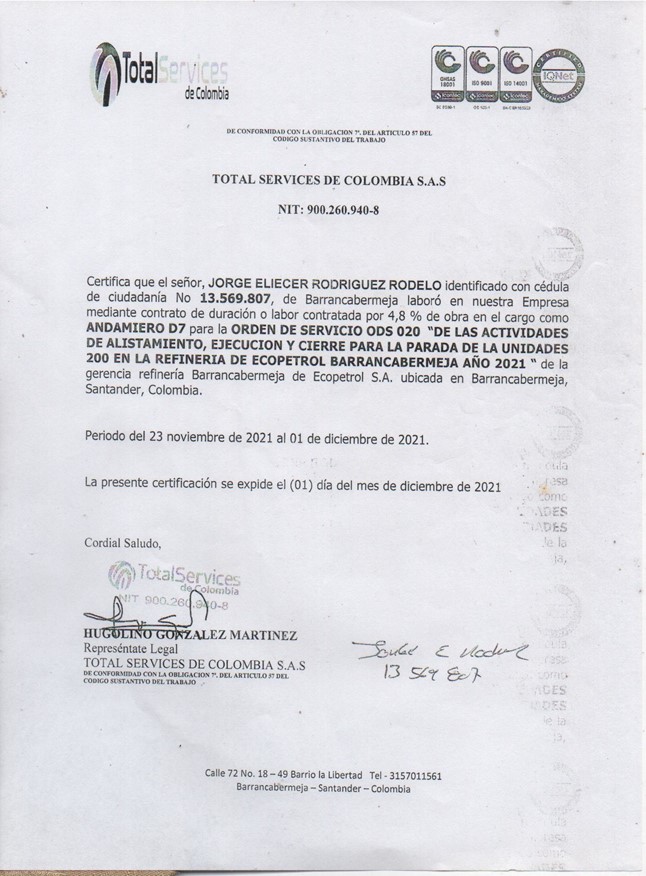 TotalServices
de Colombia
OHSAS
18001
ISO 9001
ISO 14001
icontec
icontec
icontec
CERTIFIED
IQNet
MANAGEMENT SYSTEM
DE CONFORMIDAD CON LA OBLIGACION 7ª. DEL ARTICULO 57 DEL
CODIGO SUSTANTIVO DEL TRABAJO
TOTAL SERVICES DE COLOMBIA S.A.S
NIT: 900.260.940-8
Certifica que el señor, JORGE ELIECER RODRIGUEZ RODELO identificado con cédula
de ciudadanía No 13.569.807, de Barrancabermeja laboró en nuestra Empresa
mediante contrato de duración o labor contratada por 4,8 % de obra en el cargo como
ANDAMIERO D7 para la ORDEN DE SERVICIO ODS 020 “DE LAS ACTIVIDADES
DE ALISTAMIENTO, EJECUCION Y CIERRE PARA LA PARADA DE LA UNIDADES
200 EN LA REFINERIA DE ECOPETROL BARRANCABERMEJA AÑO 2021 “ de la
gerencia refinería Barrancabermeja de Ecopetrol S.A. ubicada en Barrancabermeja,
Santander, Colombia.
Periodo del 23 noviembre de 2021 al 01 de diciembre de 2021.
La presente certificación se expide el (01) día del mes de diciembre de 2021
Cordial Saludo,
TotalServices
de Colombia
NIT 900.260.940-8
HUGOLINO GONZALEZ MARTINEZ
Represéntate Legal
TOTAL SERVICES DE COLOMBIA S.A.S
DE CONFORMIDAD CON LA OBLIGACION 7ª. DEL ARTICULO 57 DEL
CODIGO SUSTANTIVO DEL TRABAJO
13 569 807
Calle 72 No. 18 – 49 Barrio la Libertad Tel - 3157011561
Barrancabermeja – Santander – Colombia